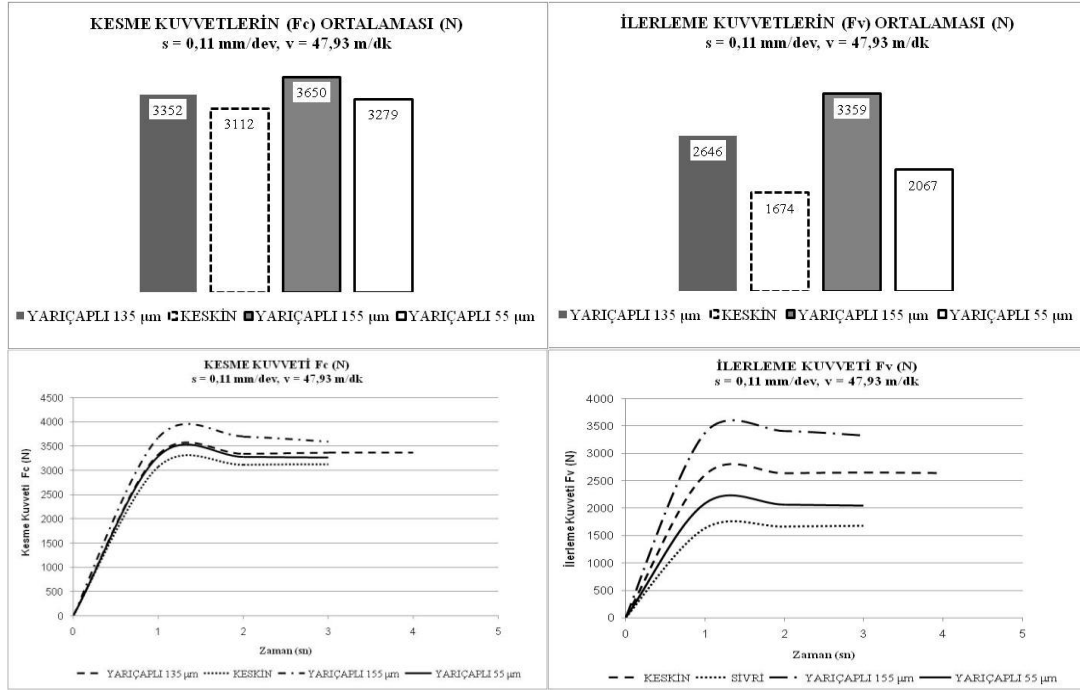 KESME KUVVETLERİN (Fc) ORTALAMASI (N)
s = 0,11 mm/dev, v = 47,93 m/dk
3352
3112
3650
3279
YARIÇAPLI 135 µm KESKİN YARIÇAPLI 155 µm YARIÇAPLI 55 µm
İLERLEME KUVVETLERİN (Fv) ORTALAMASI (N)
s = 0,11 mm/dev, v = 47,93 m/dk
2646
1674
3359
2067
YARIÇAPLI 135 µm KESKİN YARIÇAPLI 155 µm YARIÇAPLI 55 µm
KESME KUVVETİ Fc (N)
s = 0,11 mm/dev, v = 47,93 m/dk
Kesme Kuvveti Fc (N)
4500
4000
3500
3000
2500
2000
1500
1000
500
0
0 1 2 3 4 5
Zaman (sn)
YARIÇAPLI 135 µm KESKİN YARIÇAPLI 155 µm YARIÇAPLI 55 µm
İLERLEME KUVVETİ Fv (N)
s = 0,11 mm/dev, v = 47,93 m/dk
İlerleme Kuvveti Fv (N)
4000
3500
3000
2500
2000
1500
1000
500
0
0 1 2 3 4 5
Zaman (sn)
KESKİN SİVRİ YARIÇAPLI 155 µm YARIÇAPLI 55 µm